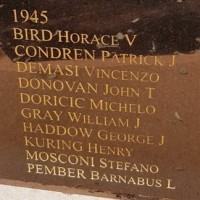 1945
BIRD HORACE V
CONDREN PATRICK J
DEMASI VINCENZO
DONOVAN JOHN T
DORICIC MICHELO
GRAY WILLIAM J
HADDOW GEORGE J
KURING HENRY
MOSCONI STEFANO
PEMBER BARNABUS L